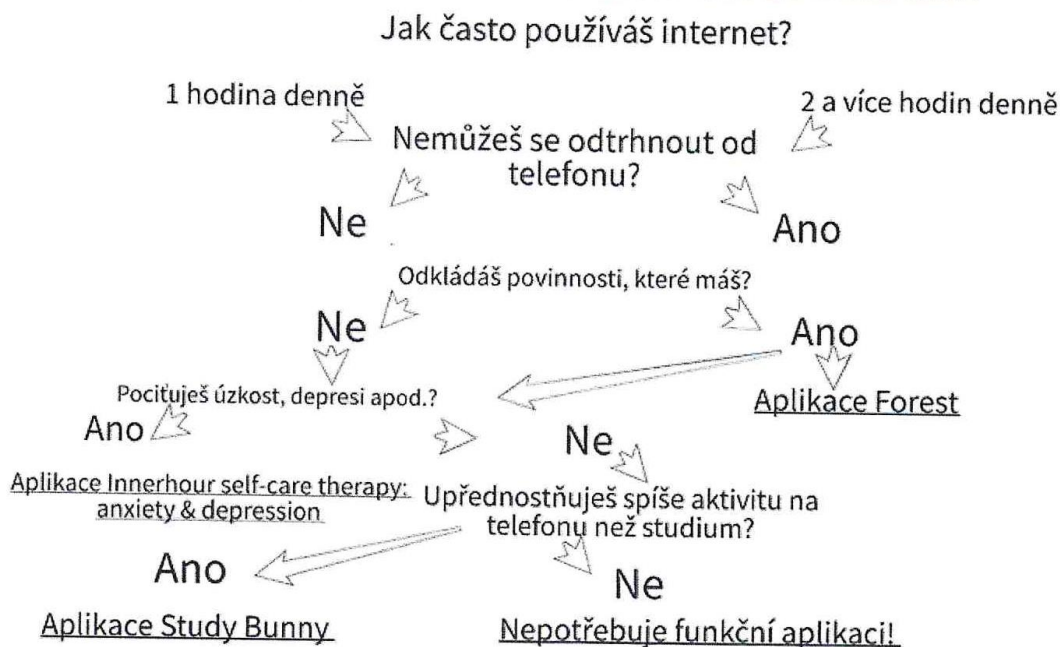 Jak často používáš internet?
1 hodina denně
2 a více hodin denně
Nemůžeš se odtrhnout od
telefonu?
Ne
Ano
Odkládáš povinnosti, které máš?
Ne
Ano
Pociťuješ úzkost, depresi apod.?
Aplikace Forest
Ano
Ne
Aplikace Innerhour self-care therapy:
anxiety & depression
Upřednostňuješ spíše aktivitu na
telefonu než studium?
Ano
Ne
Aplikace Study Bunny
Nepotřebuje funkční aplikaci!